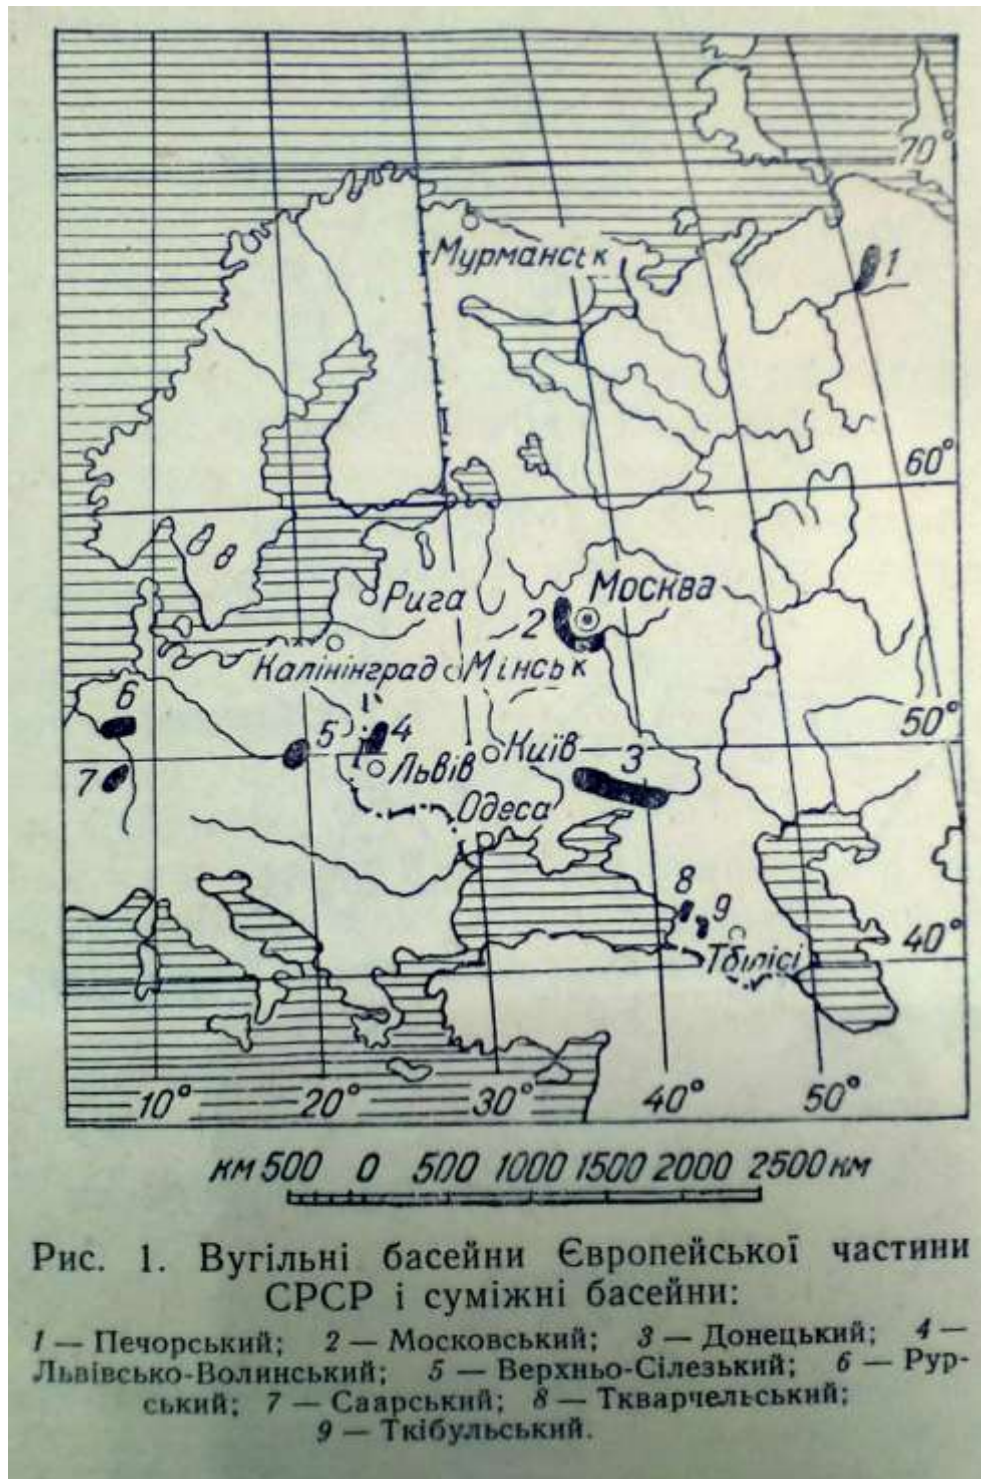 70°
Мурманськ
1
60°
Рига
2
Москва
Калінінград
Мінськ
6
5
4
50°
7
Львів
Київ
3
Одеса
8
9
40°
Тбілісі
10°
20°
30°
40°
50°
км 500 0 500 1000 1500 2000 2500 км
Рис. 1. Вугільні басейни Європейської частини
СРСР і суміжні басейни:
1 — Печорський; 2 — Московський; 3 — Донецький; 4 —
Львівсько-Волинський; 5 — Верхньо-Сілезький; 6 — Рур-
ський; 7 — Саарський; 8 — Ткварчельський;
9 — Ткібульський.